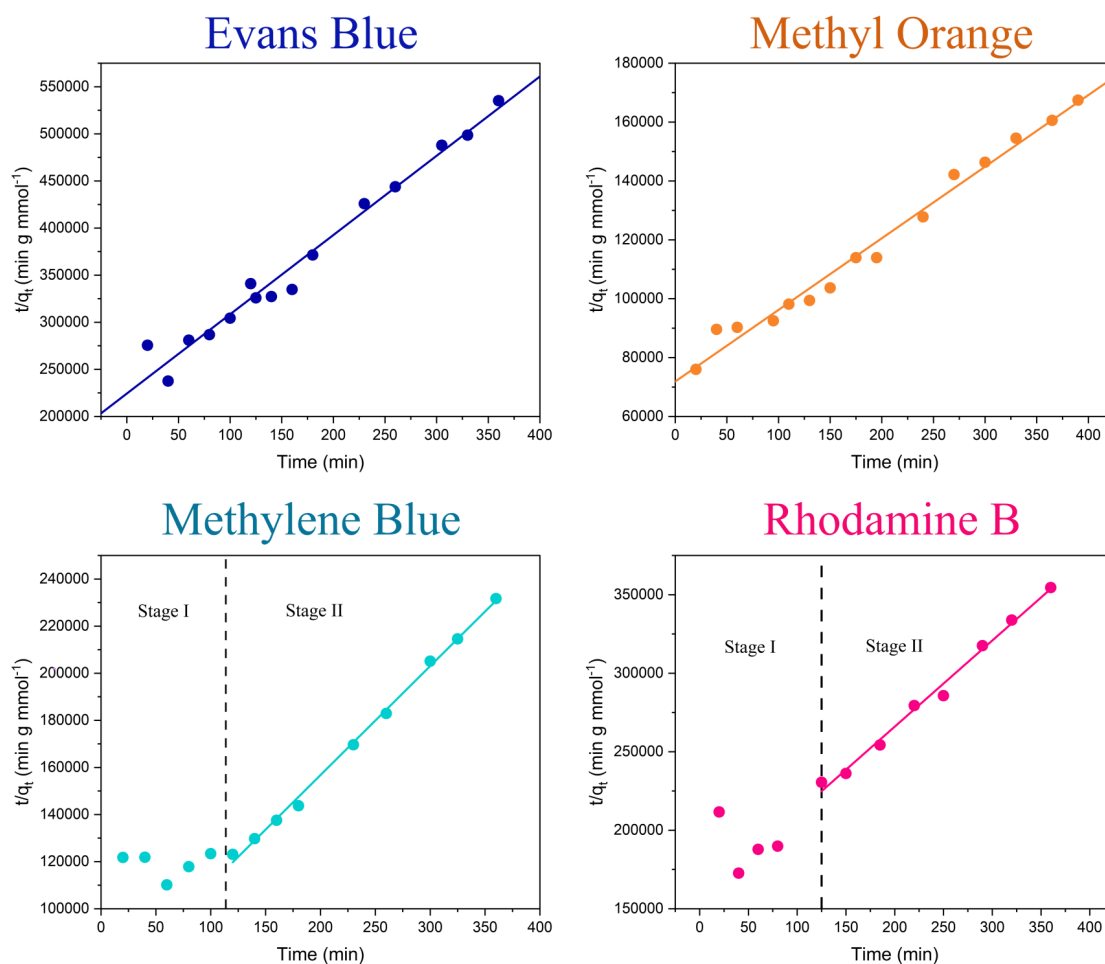 Evans Blue
550000
500000
450000
400000
350000
300000
250000
200000
t/qt (min g mmol-1)
0 50 100 150 200 250 300 350 400
Time (min)
Methyl Orange
180000
160000
140000
120000
100000
80000
60000
t/qt (min g mmol-1)
0 50 100 150 200 250 300 350 400
Time (min)
Methylene Blue
240000
220000
200000
180000
160000
140000
120000
100000
t/qt (min g mmol-1)
Stage I
Stage II
0 50 100 150 200 250 300 350 400
Time (min)
Rhodamine B
350000
300000
250000
200000
150000
t/qt (min g mmol-1)
Stage I
Stage II
0 50 100 150 200 250 300 350 400
Time (min)